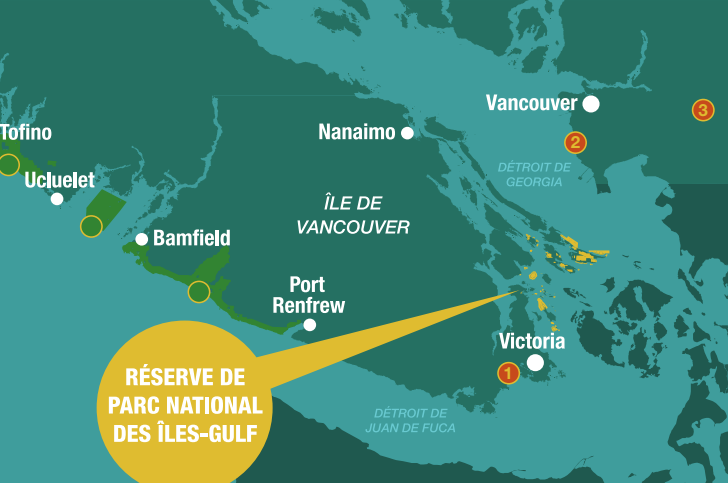 Vancouver
3
Tofino
Nanaimo
2
DÉTROIT DE
GEORGIA
Ucluelet
ÎLE DE
VANCOUVER
Bamfield
Port
Renfrew
Victoria
1
RÉSERVE DE
PARC NATIONAL
DES ÎLES-GULF
DÉTROIT DE
JUAN DE FUCA